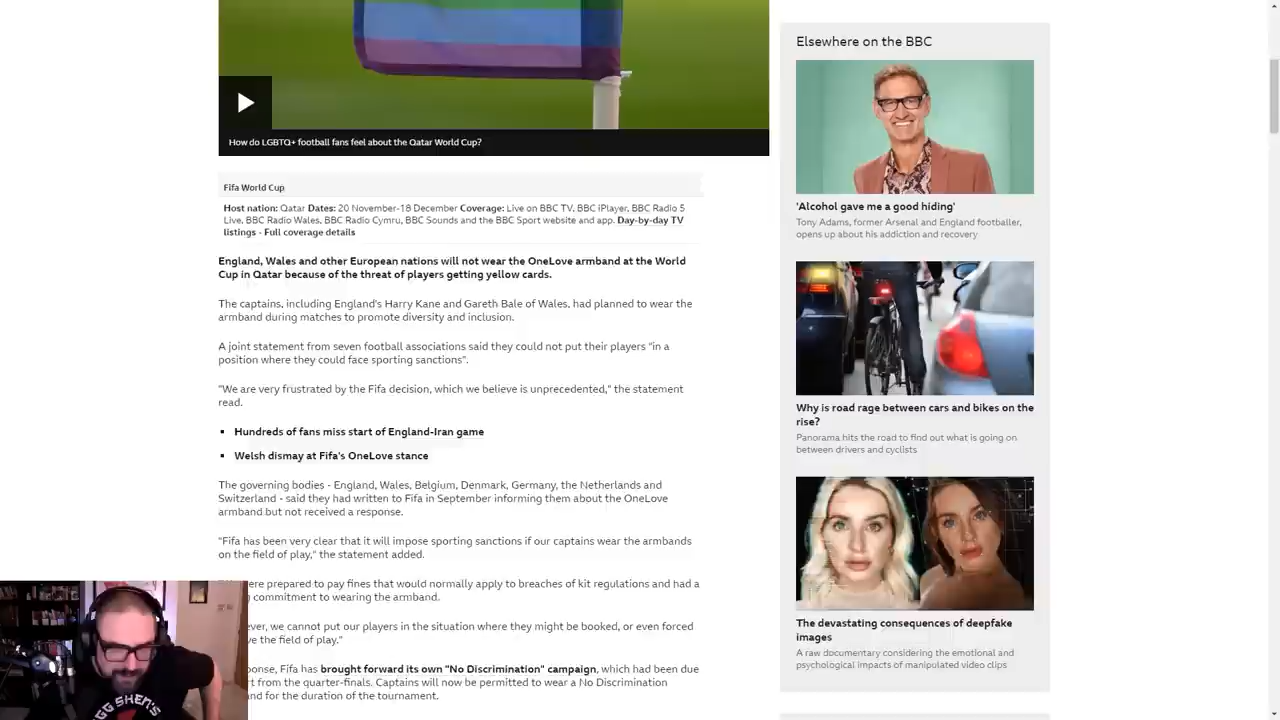 How do LGBTQ+ football fans feel about the Qatar World Cup?
Fifa World Cup
Host nation: Qatar Dates: 20 November-18 December Coverage: Live on BBC TV, BBC iPlayer, BBC Radio 5
Live, BBC Radio Wales, BBC Radio Cymru, BBC Sounds and the BBC Sport website and app. Day-by-day TV
listings - Full coverage details
England, Wales and other European nations will not wear the OneLove armband at the World
Cup in Qatar because of the threat of players getting yellow cards.
The captains, including England's Harry Kane and Gareth Bale of Wales, had planned to wear the
armband during matches to promote diversity and inclusion.
A joint statement from seven football associations said they could not put their players "in a
position where they could face sporting sanctions".
"We are very frustrated by the Fifa decision, which we believe is unprecedented," the statement
read.
Hundreds of fans miss start of England-Iran game
Welsh dismay at Fifa's OneLove stance
The governing bodies - England, Wales, Belgium, Denmark, Germany, the Netherlands and
Switzerland - said they had written to Fifa in September informing them about the OneLove
armband but not received a response.
"Fifa has been very clear that it will impose sporting sanctions if our captains wear the armbands
on the field of play," the statement added.
ere prepared to pay fines that would normally apply to breaches of kit regulations and had a
commitment to wearing the armband.
ever, we cannot put our players in the situation where they might be booked, or even forced
ve the field of play."
ponse, Fifa has brought forward its own "No Discrimination" campaign, which had been due
rt from the quarter-finals. Captains will now be permitted to wear a No Discrimination
nd for the duration of the tournament.
Elsewhere on the BBC
'Alcohol gave me a good hiding'
Tony Adams, former Arsenal and England footballer,
opens up about his addiction and recovery
Why is road rage between cars and bikes on the
rise?
Panorama hits the road to find out what is going on
between drivers and cyclists
The devastating consequences of deepfake
images
A raw documentary considering the emotional and
psychological impacts of manipulated video clips
GG SHEM'S